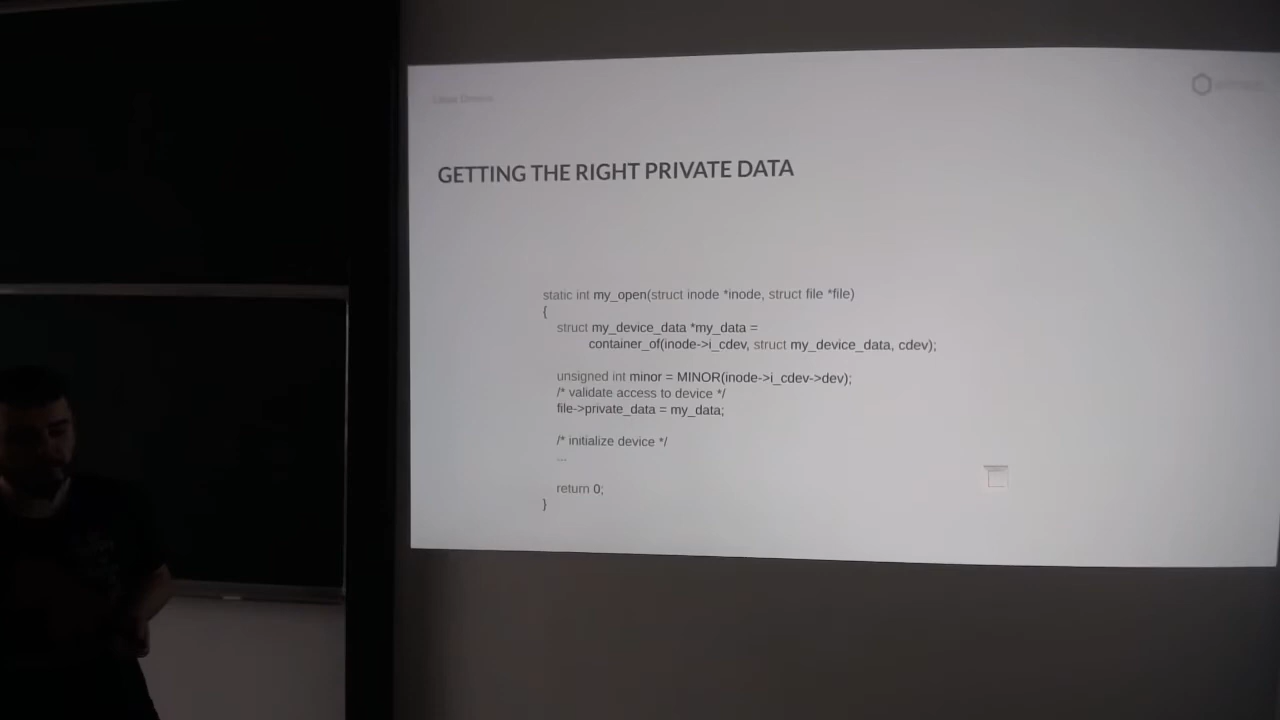 GETTING THE RIGHT PRIVATE DATA
static int my_open(struct inode *inode, struct file *file)
{
struct my_device_data *my_data =
container_of(inode->i_cdev, struct my_device_data, cdev);
unsigned int minor = MINOR(inode->i_cdev->dev);
/* validate access to device */
file->private_data = my_data;
/* initialize device */
...
return 0;
}